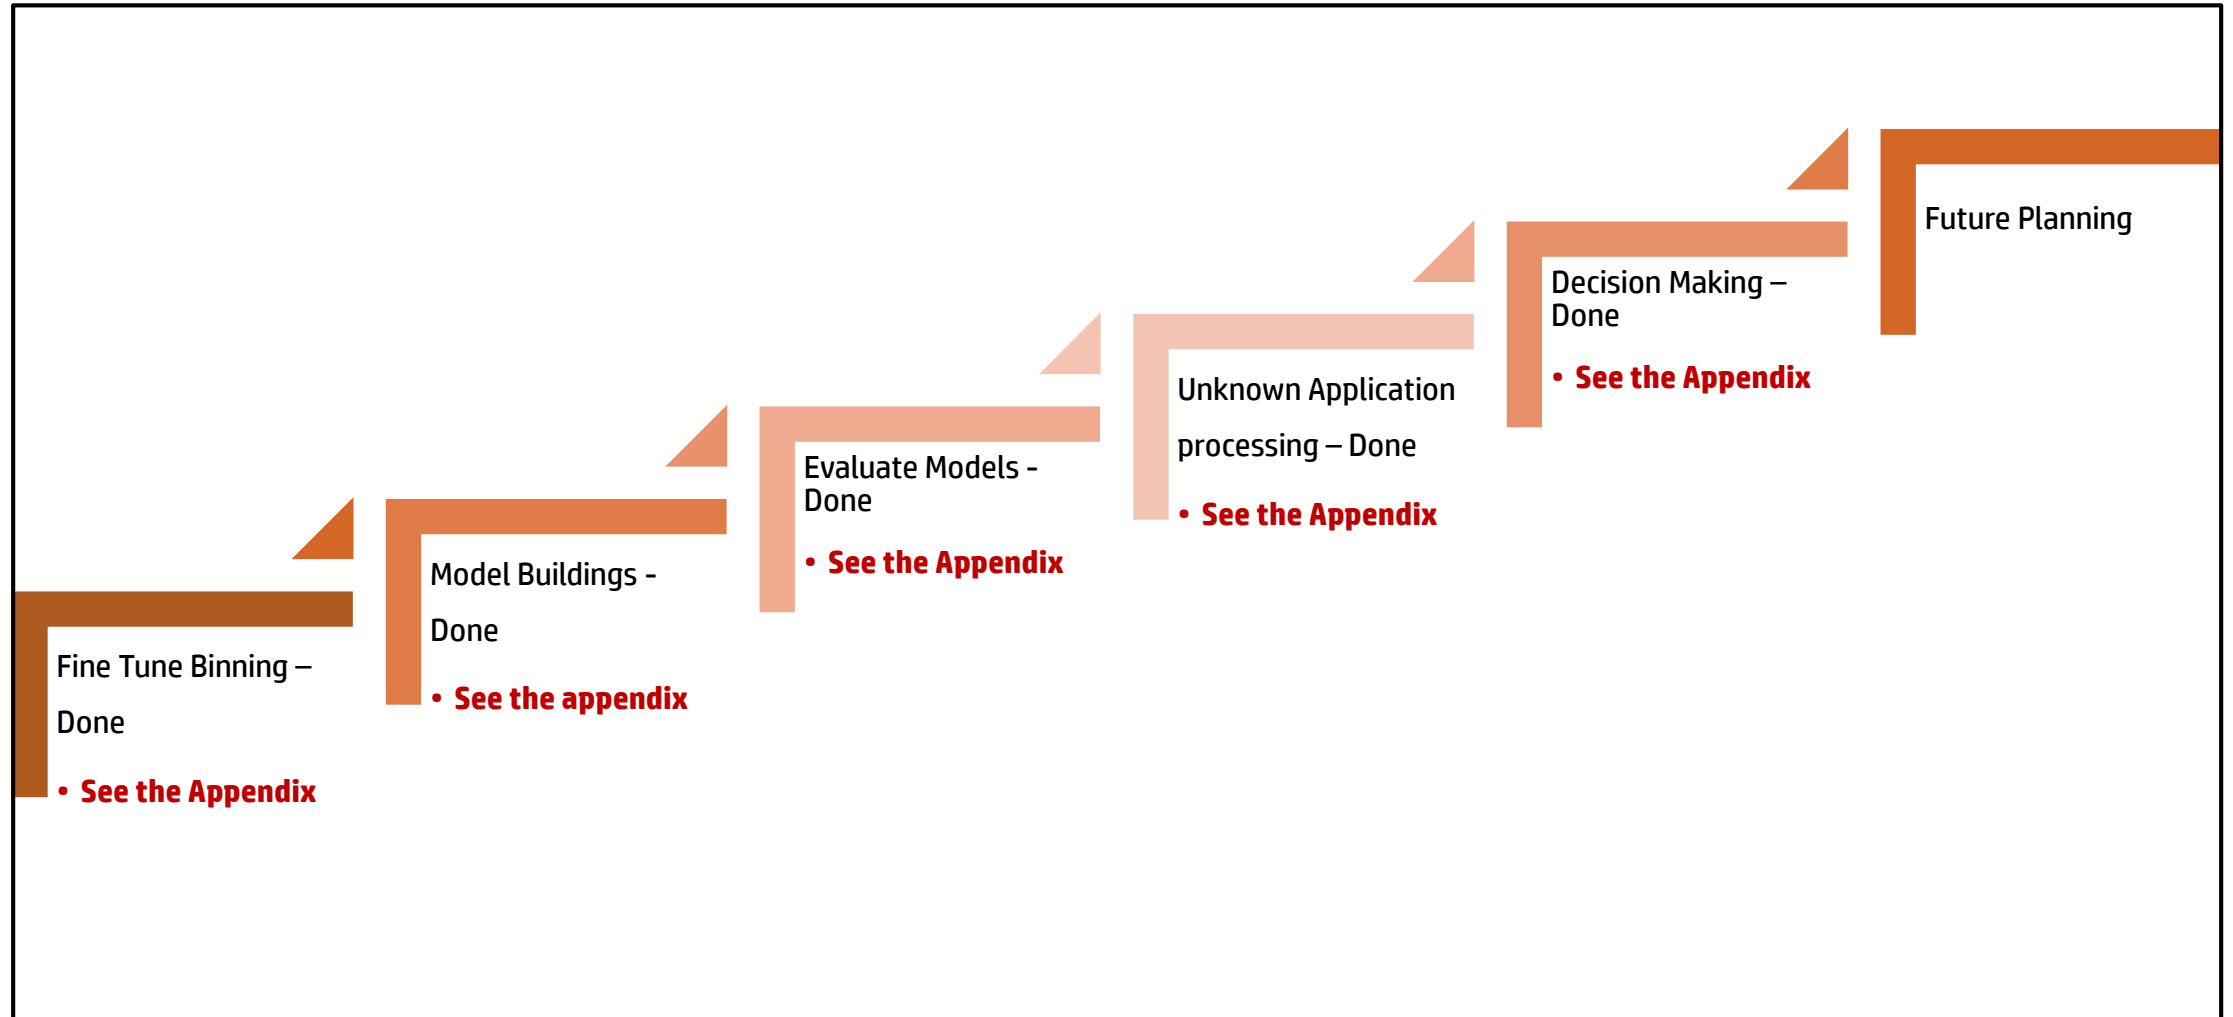 Fine Tune Binning –
Done
• See the Appendix
Model Buildings -
Done
• See the appendix
Evaluate Models -
Done
• See the Appendix
Unknown Application
processing – Done
• See the Appendix
Decision Making –
Done
• See the Appendix
Future Planning